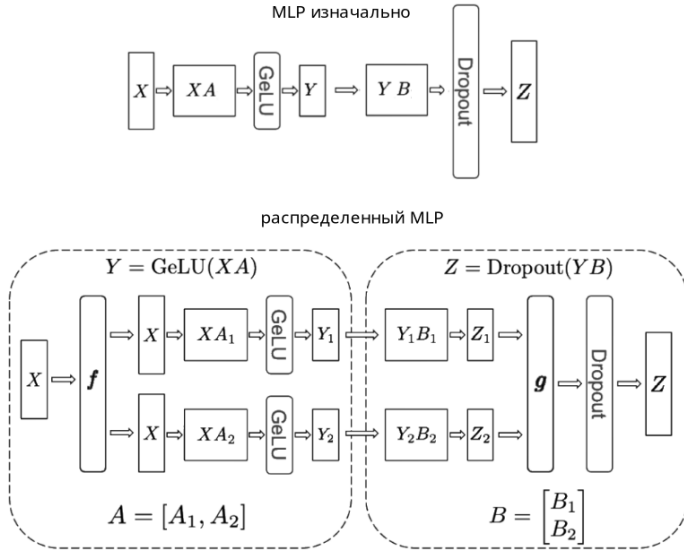 MLP изначально
X
XA
GeLU
Y
Y B
Dropout
Z
распределенный MLP
Y = GeLU(XA)
Z = Dropout(YB)
X
f
X
XA₁
GeLU
Y₁
Y₁B₁
Z₁
X
XA₂
GeLU
Y₂
Y₂B₂
Z₂
g
Dropout
Z
A = [A₁, A₂]
B = [B₁
B₂]